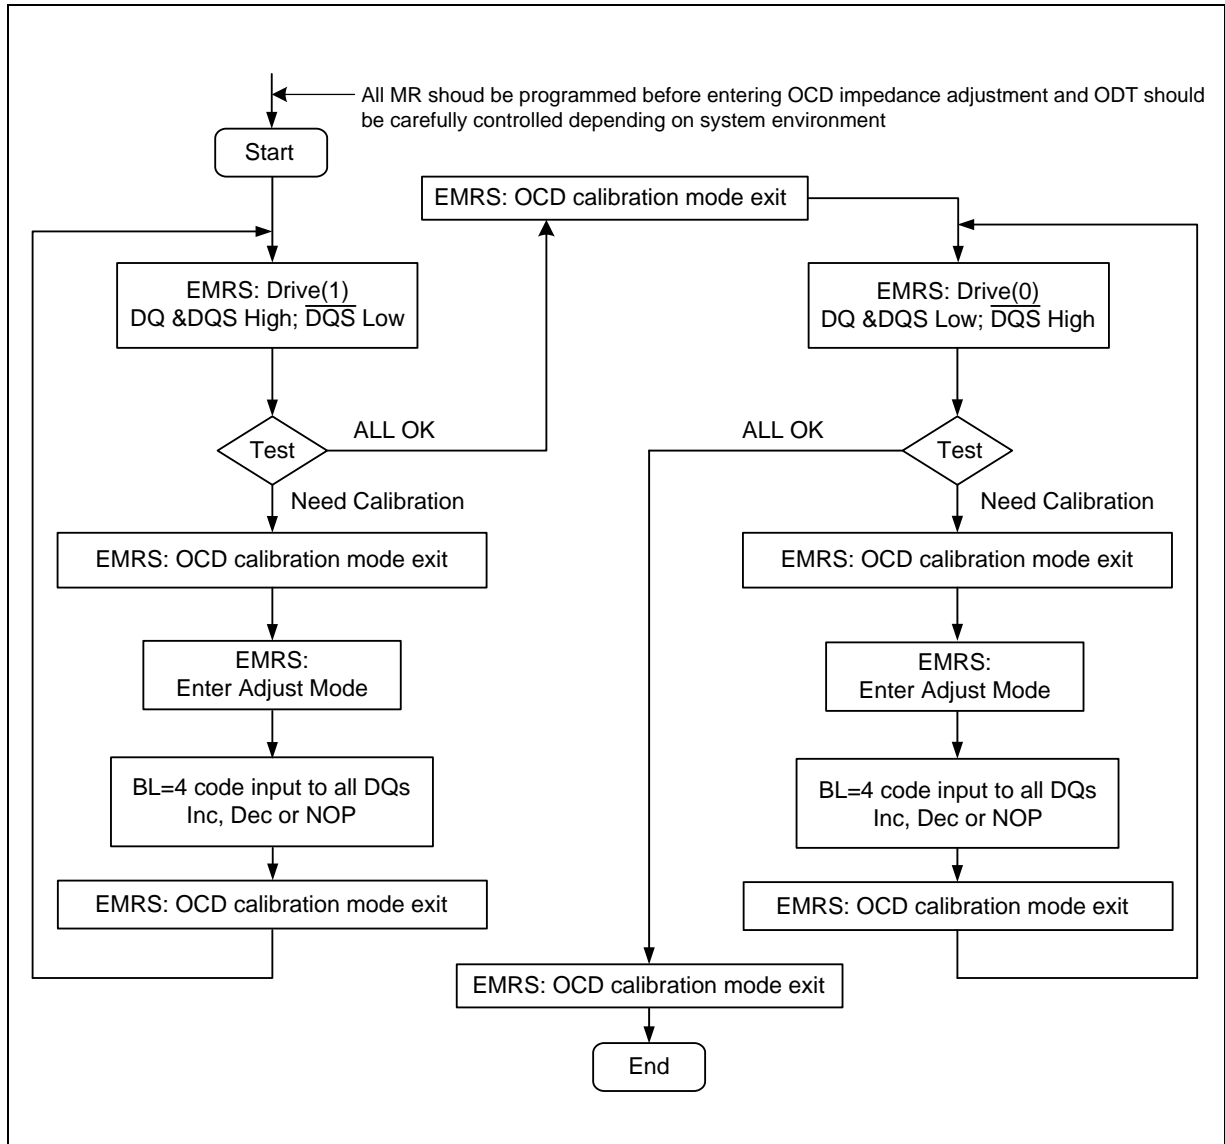 All MR shoud be programmed before entering OCD impedance adjustment and ODT should
be carefully controlled depending on system environment
Start
EMRS: OCD calibration mode exit
EMRS: Drive(1)
DQ &DQS High; D̅Q̅S̅ Low
EMRS: Drive(0)
DQ &DQS Low; D̅Q̅S̅ High
Test
ALL OK
ALL OK
Test
Need Calibration
Need Calibration
EMRS: OCD calibration mode exit
EMRS: OCD calibration mode exit
EMRS:
Enter Adjust Mode
EMRS:
Enter Adjust Mode
BL=4 code input to all DQs
Inc, Dec or NOP
BL=4 code input to all DQs
Inc, Dec or NOP
EMRS: OCD calibration mode exit
EMRS: OCD calibration mode exit
EMRS: OCD calibration mode exit
End